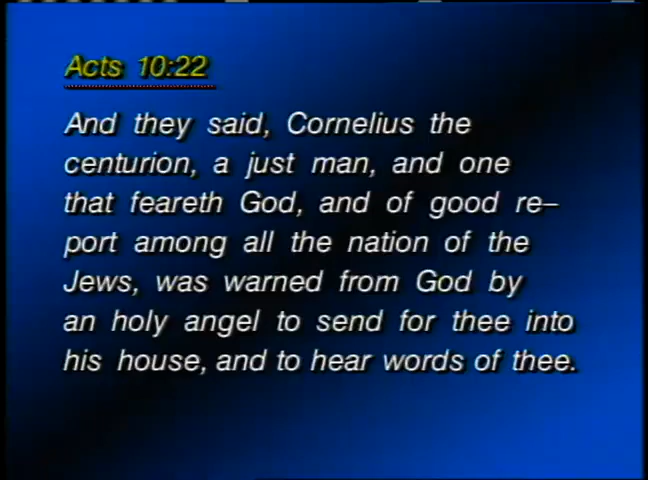 Acts 10:22
And they said, Cornelius the
centurion, a just man, and one
that feareth God, and of good re–
port among all the nation of the
Jews, was warned from God by
an holy angel to send for thee into
his house, and to hear words of thee.